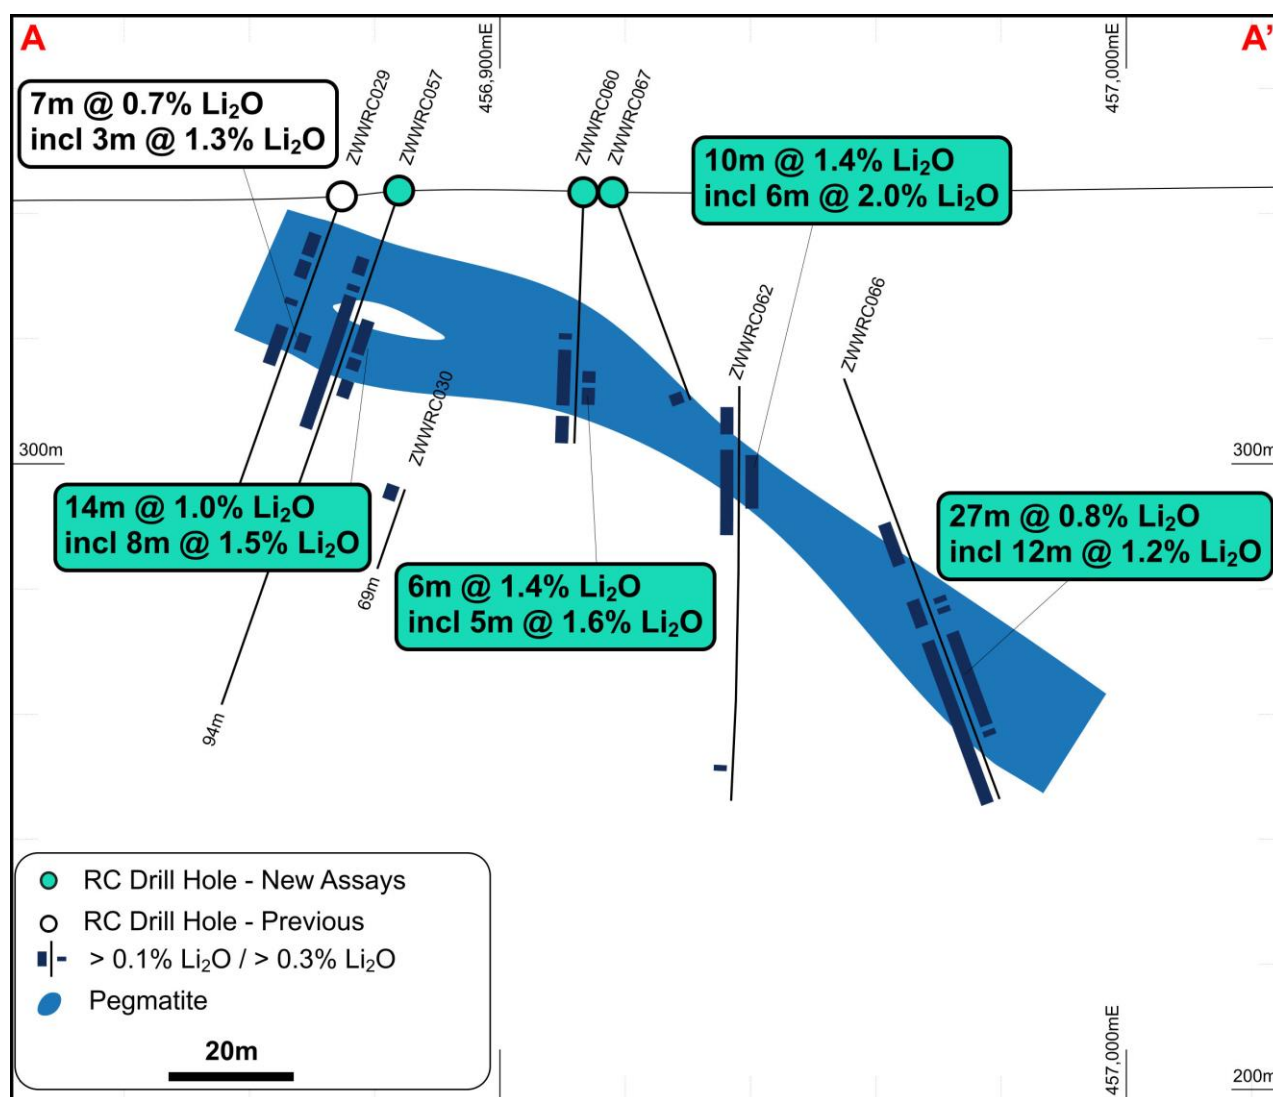 A
A'
456,900mE
457,000mE
ZWWRC029
ZWWRC057
ZWWRC060
ZWWRC067
7m @ 0.7% Li₂O
incl 3m @ 1.3% Li₂O
10m @ 1.4% Li₂O
incl 6m @ 2.0% Li₂O
ZWWRC062
ZWWRC066
ZWWRC030
300m
300m
14m @ 1.0% Li₂O
incl 8m @ 1.5% Li₂O
27m @ 0.8% Li₂O
incl 12m @ 1.2% Li₂O
6m @ 1.4% Li₂O
incl 5m @ 1.6% Li₂O
69m
94m
RC Drill Hole - New Assays
RC Drill Hole - Previous
> 0.1% Li₂O / > 0.3% Li₂O
Pegmatite
20m
457,000mE
200m